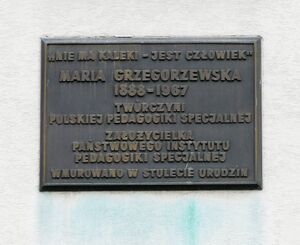 „NIE MA KALEKI – JEST CZŁOWIEK”
MARIA GRZEGORZEWSKA
1888–1967
TWÓRCZYNI
POLSKIEJ PEDAGOGIKI SPECJALNEJ
ZAŁOŻYCIELKA
PAŃSTWOWEGO INSTYTUTU
PEDAGOGIKI SPECJALNEJ
WMUROWANO W STULECIE URODZIN